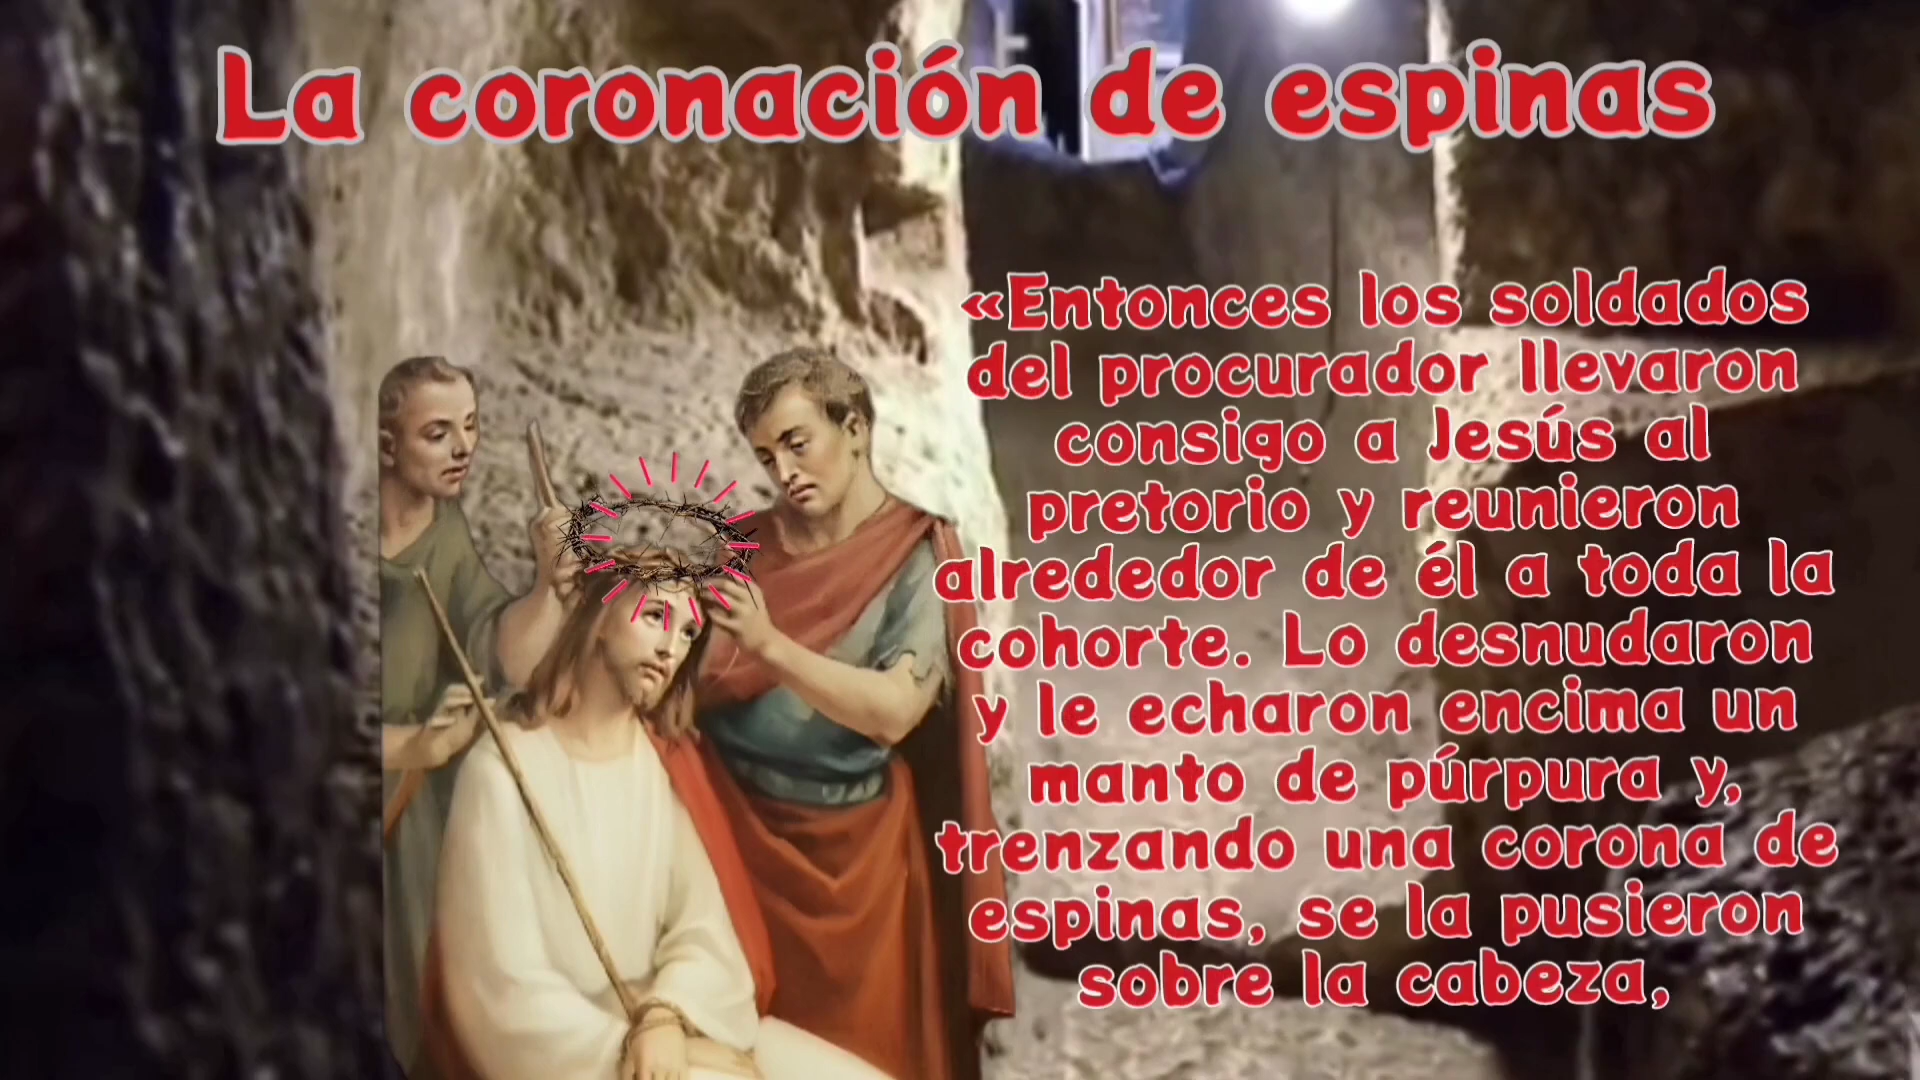 La coronación de espinas
«Entonces los soldados
del procurador llevaron
consigo a Jesús al
pretorio y reunieron
alrededor de él a toda la
cohorte. Lo desnudaron
y le echaron encima un
manto de púrpura y,
trenzando una corona de
espinas, se la pusieron
sobre la cabeza,